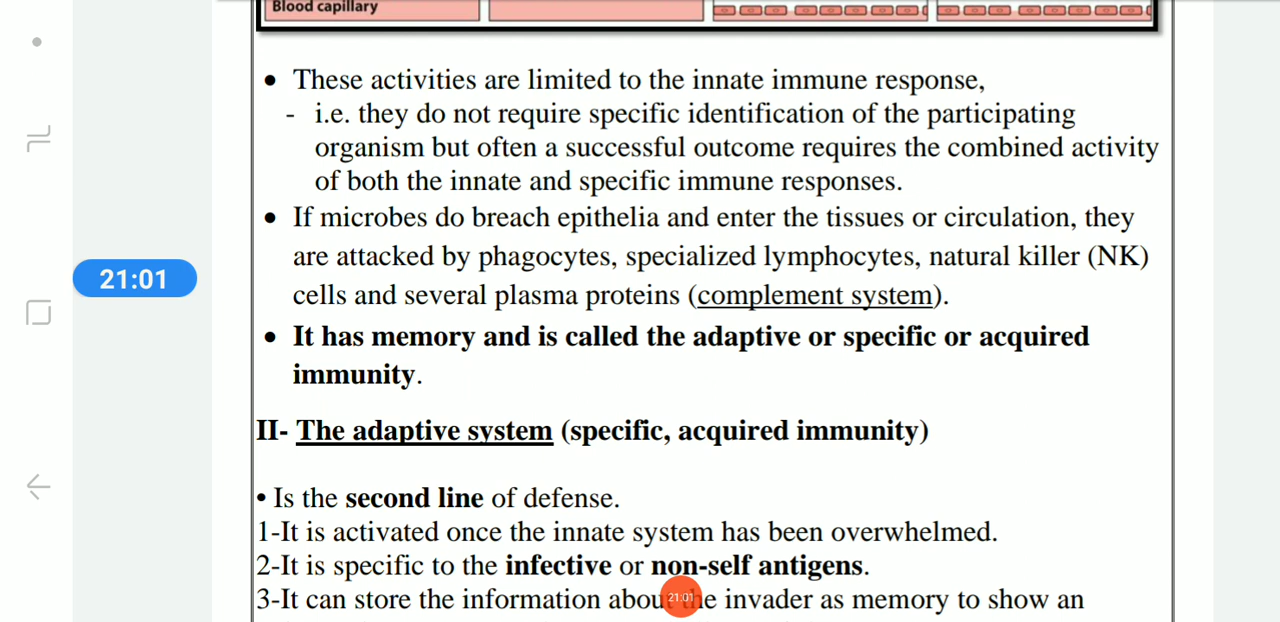 Blood capillary
• These activities are limited to the innate immune response,
- i.e. they do not require specific identification of the participating
organism but often a successful outcome requires the combined activity
of both the innate and specific immune responses.
• If microbes do breach epithelia and enter the tissues or circulation, they
are attacked by phagocytes, specialized lymphocytes, natural killer (NK)
cells and several plasma proteins (complement system).
21:01
• It has memory and is called the adaptive or specific or acquired
immunity.
II- The adaptive system (specific, acquired immunity)
• Is the second line of defense.
1-It is activated once the innate system has been overwhelmed.
2-It is specific to the infective or non-self antigens.
3-It can store the information about the invader as memory to show an
21:01